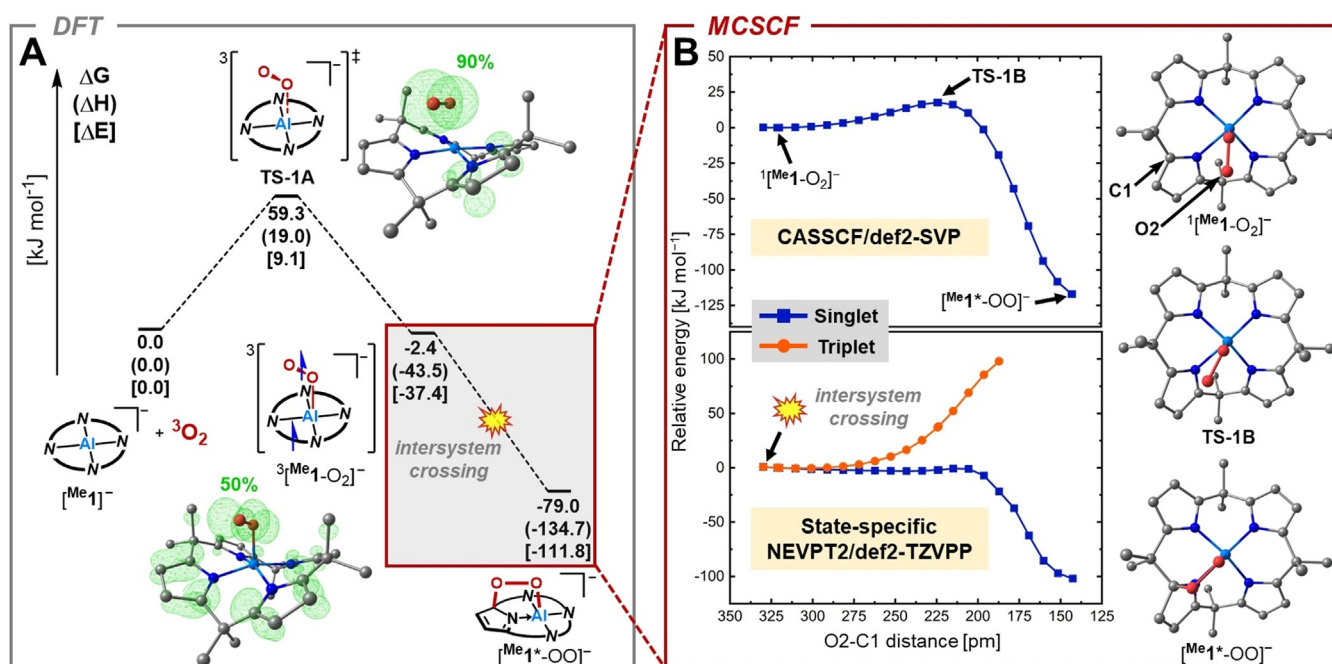 DFT
A
ΔG
(ΔH)
[ΔE]
[kJ mol⁻¹]
3
O
O
N
N
Al
N
N
−
‡
TS-1A
90%
59.3
(19.0)
[9.1]
0.0
(0.0)
[0.0]
N
N
Al
N
N
−
[ᴹᵉ1]⁻
+ ³O₂
3
O
O
N
N
Al
N
N
−
³[ᴹᵉ1-O₂]⁻
50%
-2.4
(-43.5)
[-37.4]
intersystem
crossing
-79.0
(-134.7)
[-111.8]
O
O
N
N
Al
N
N
−
[ᴹᵉ1*-OO]⁻
MCSCF
B
Relative energy [kJ mol⁻¹]
50
25
0
-25
-50
-75
-100
-125
TS-1B
¹[ᴹᵉ1-O₂]⁻
CASSCF/def2-SVP
[ᴹᵉ1*-OO]⁻
Singlet
Triplet
100
50
0
-50
-100
intersystem
crossing
State-specific
NEVPT2/def2-TZVPP
350 325 300 275 250 225 200 175 150 125
O2-C1 distance [pm]
C1
O2
¹[ᴹᵉ1-O₂]⁻
TS-1B
[ᴹᵉ1*-OO]⁻